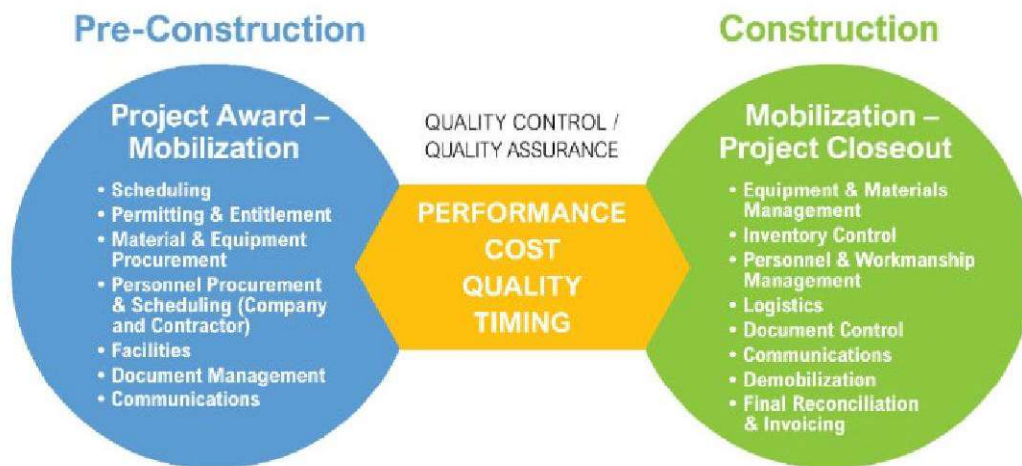 Pre-Construction
Project Award –
Mobilization
• Scheduling
• Permitting & Entitlement
• Material & Equipment
Procurement
• Personnel Procurement
& Scheduling (Company
and Contractor)
• Facilities
• Document Management
• Communications
QUALITY CONTROL /
QUALITY ASSURANCE
PERFORMANCE
COST
QUALITY
TIMING
Construction
Mobilization –
Project Closeout
• Equipment & Materials
Management
• Inventory Control
• Personnel & Workmanship
Management
• Logistics
• Document Control
• Communications
• Demobilization
• Final Reconciliation
& Invoicing